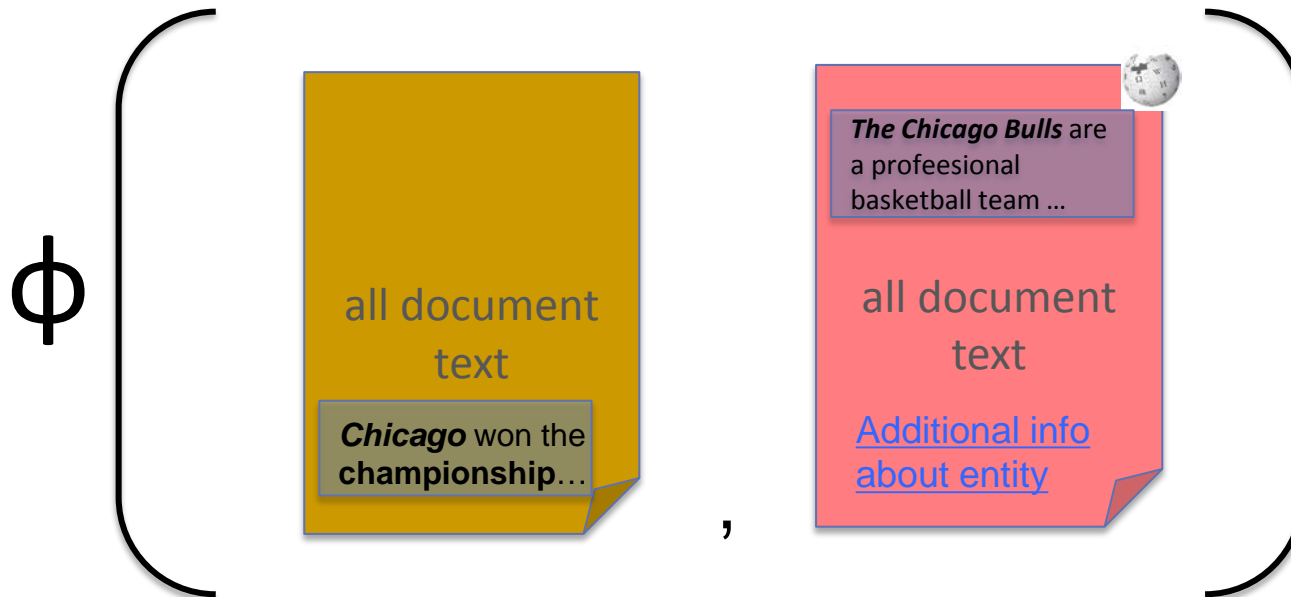 ϕ
all document
text
Chicago won the
championship…
,
The Chicago Bulls are
a profeesional
basketball team …
all document
text
Additional info
about entity